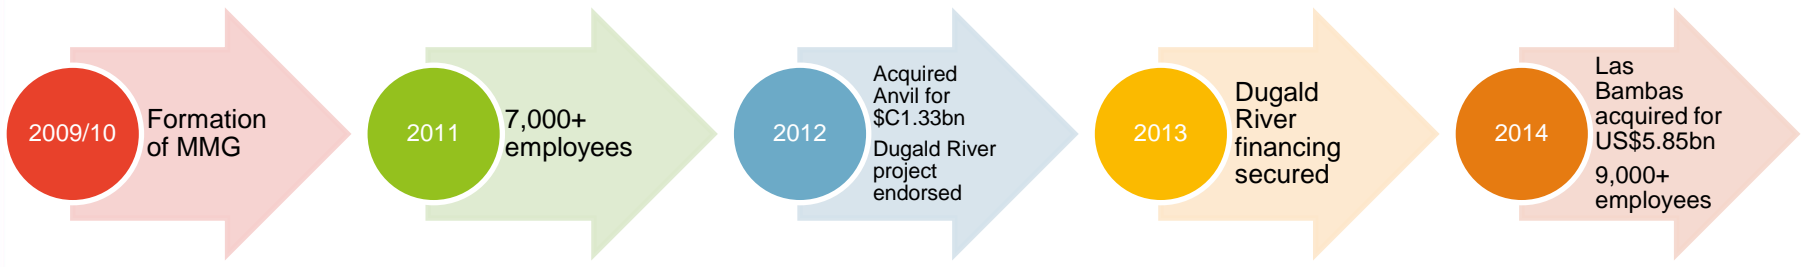 2009/10
Formation
of MMG
2011
7,000+
employees
2012
Acquired
Anvil for
$C1.33bn
Dugald River
project
endorsed
2013
Dugald
River
financing
secured
2014
Las
Bambas
acquired for
US$5.85bn
9,000+
employees